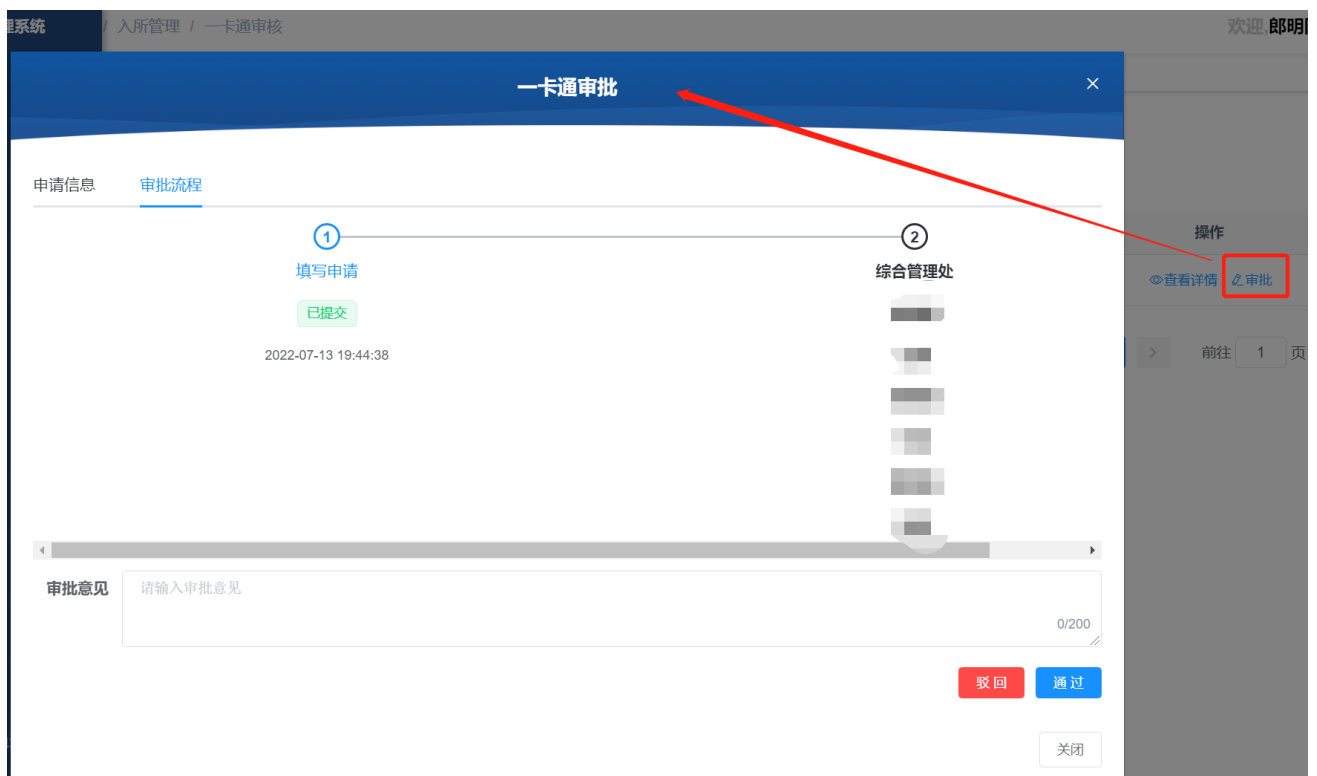 理系统 / 入所管理 / 一卡通审核 欢迎,郎明
一卡通审批 ×
申请信息 审批流程
1 2 操作
填写申请 综合管理处 查看详情 审批
已提交
2022-07-13 19:44:38 > 前往 1 页
审批意见 请输入审批意见
0/200
驳回 通过
关闭